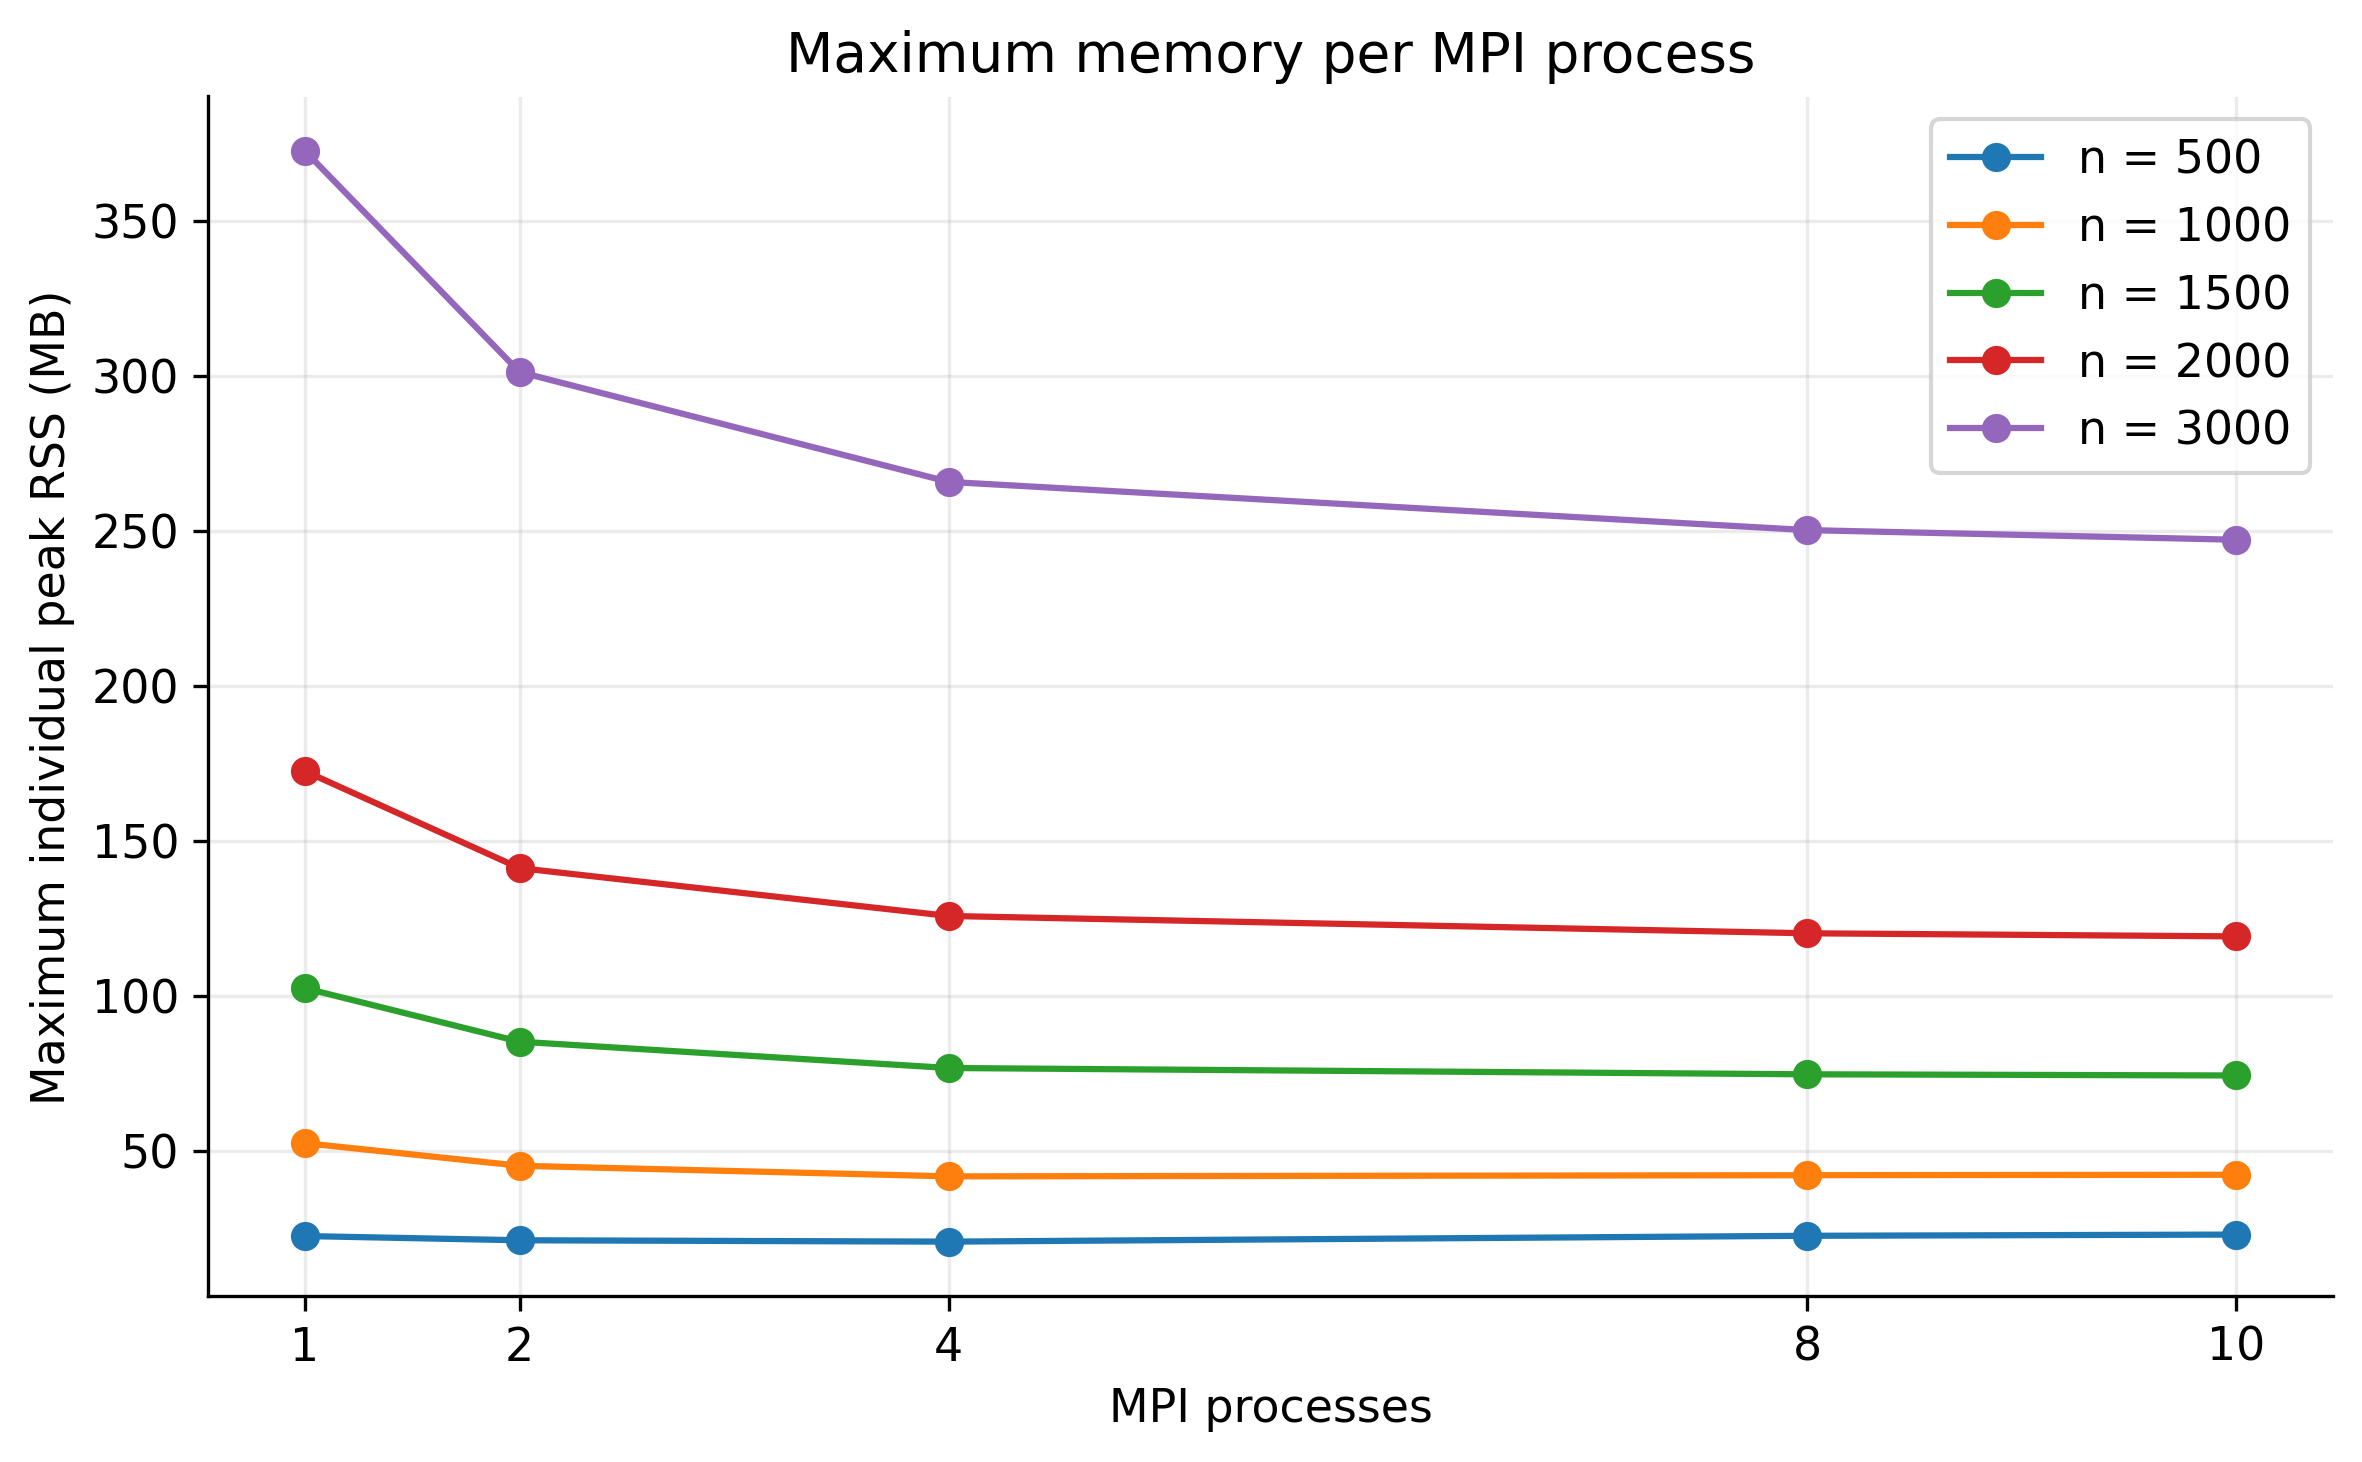 Maximum memory per MPI process
Maximum individual peak RSS (MB)
350
300
250
200
150
100
50
n = 500
n = 1000
n = 1500
n = 2000
n = 3000
1 2 4 8 10
MPI processes